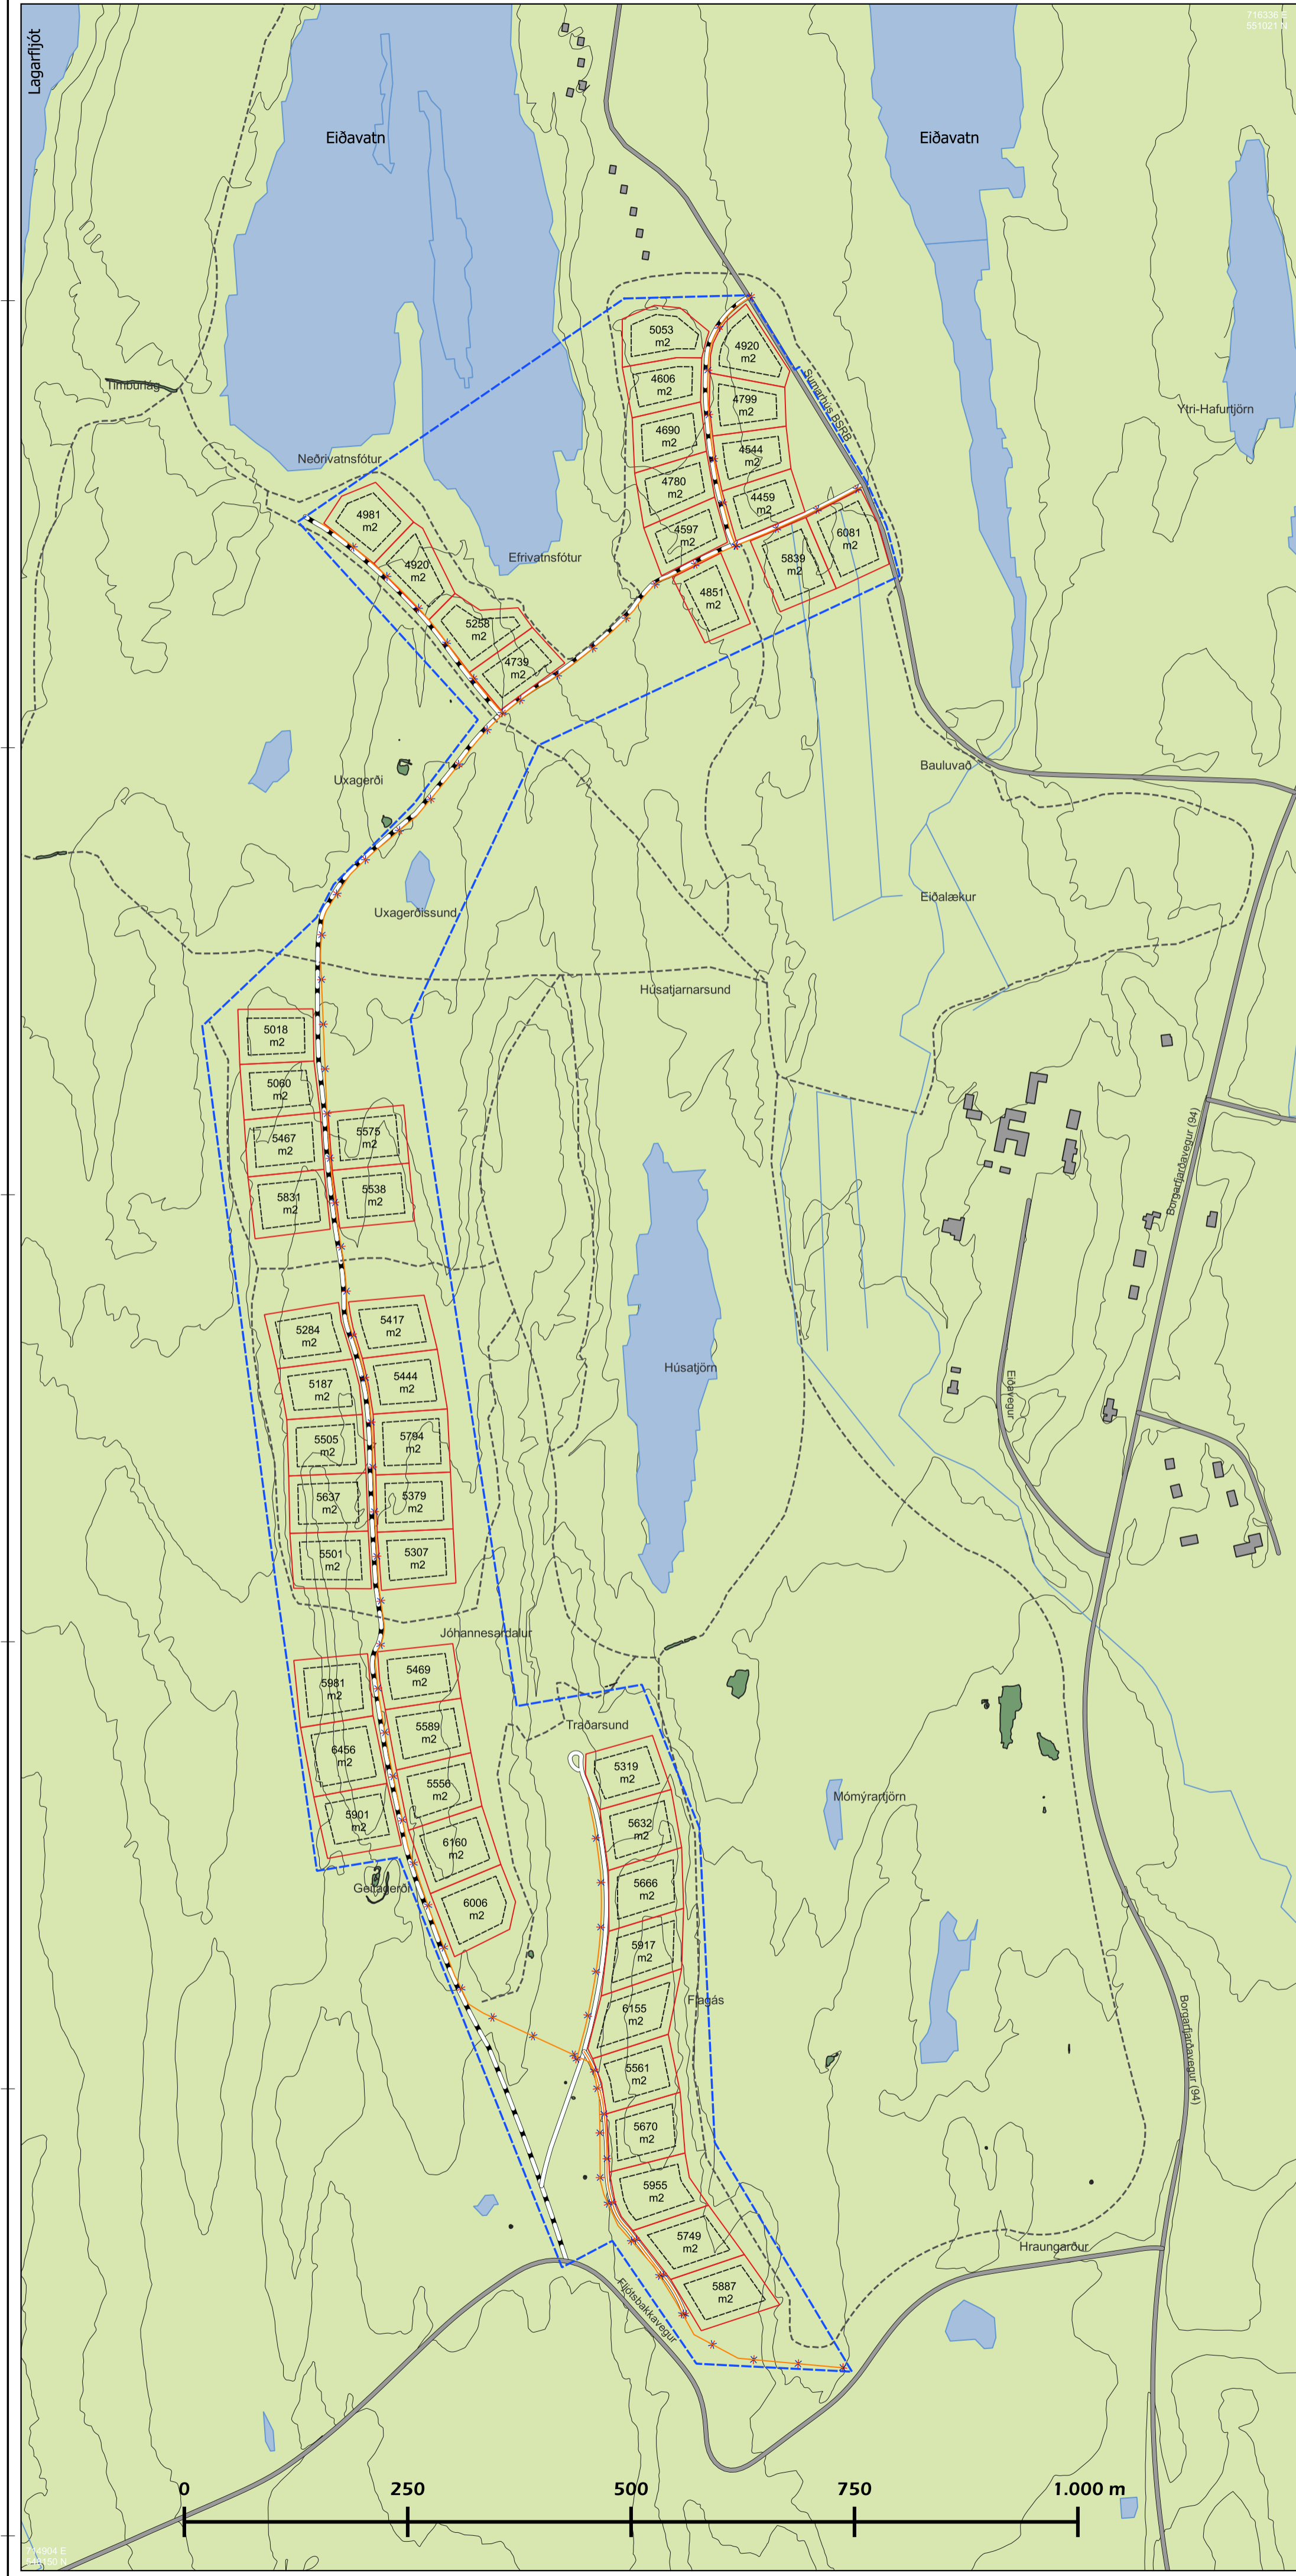 716336 E
551021 N
Lagarfljót
Eiðavatn
Eiðavatn
5053
m2
4920
m2
4606
m2
Timburlág
Sumarhús BSRB
4799
m2
Ytri-Hafurtjörn
4690
m2
4544
m2
Neðrivatnsfótur
4780
m2
4459
m2
4981
m2
4597
m2
6081
m2
Efrivatnsfótur
5839
m2
4920
m2
4851
m2
5258
m2
4739
m2
Bauluvað
Uxagerði
Eiðalækur
Uxagerðissund
Húsatjarnarsund
5018
m2
5060
m2
5467
m2
5575
m2
Borgarfjarðavegur (94)
5831
m2
5538
m2
5284
m2
5417
m2
Húsatjörn
5187
m2
5444
m2
Eiðavegur
5505
m2
5794
m2
5637
m2
5379
m2
5501
m2
5307
m2
Jóhannesardalur
5981
m2
5469
m2
Traðarsund
5589
m2
6456
m2
5319
m2
5556
m2
Mómýrartjörn
5901
m2
5632
m2
6160
m2
Geitagerði
5666
m2
6006
m2
5917
m2
Flagás
6155
m2
Borgarfjarðavegur (94)
5561
m2
5670
m2
5955
m2
5749
m2
Hraungarður
5887
m2
Fljótsbakkavegur
0 250 500 750 1.000 m